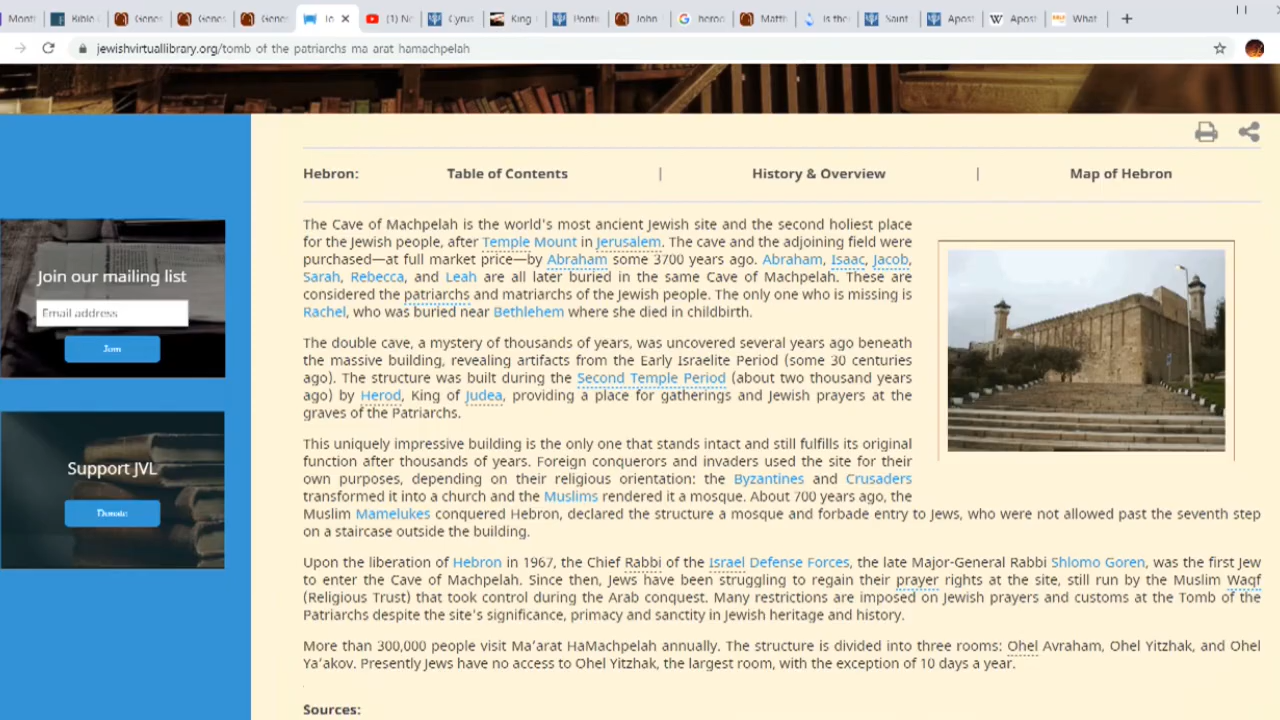 Genes
Genes
Gene
(1) N
Cyrus
King
Ponti
John
G heroo
Matth
Is the
Saint
Apost
W Apos
What
jewishvirtuallibrary.org/tomb of the patriarchs ma arat hamachpelah
Hebron: Table of Contents | History & Overview | Map of Hebron
Join our mailing list
Email address
Join
Support JVL
Donate
The Cave of Machpelah is the world's most ancient Jewish site and the second holiest place
for the Jewish people, after Temple Mount in Jerusalem. The cave and the adjoining field were
purchased—at full market price—by Abraham some 3700 years ago. Abraham, Isaac, Jacob,
Sarah, Rebecca, and Leah are all later buried in the same Cave of Machpelah. These are
considered the patriarchs and matriarchs of the Jewish people. The only one who is missing is
Rachel, who was buried near Bethlehem where she died in childbirth.
The double cave, a mystery of thousands of years, was uncovered several years ago beneath
the massive building, revealing artifacts from the Early Israelite Period (some 30 centuries
ago). The structure was built during the Second Temple Period (about two thousand years
ago) by Herod, King of Judea, providing a place for gatherings and Jewish prayers at the
graves of the Patriarchs.
This uniquely impressive building is the only one that stands intact and still fulfills its original
function after thousands of years. Foreign conquerors and invaders used the site for their
own purposes, depending on their religious orientation: the Byzantines and Crusaders
transformed it into a church and the Muslims rendered it a mosque. About 700 years ago, the
Muslim Mamelukes conquered Hebron, declared the structure a mosque and forbade entry to Jews, who were not allowed past the seventh step
on a staircase outside the building.
Upon the liberation of Hebron in 1967, the Chief Rabbi of the Israel Defense Forces, the late Major-General Rabbi Shlomo Goren, was the first Jew
to enter the Cave of Machpelah. Since then, Jews have been struggling to regain their prayer rights at the site, still run by the Muslim Waqf
(Religious Trust) that took control during the Arab conquest. Many restrictions are imposed on Jewish prayers and customs at the Tomb of the
Patriarchs despite the site's significance, primacy and sanctity in Jewish heritage and history.
More than 300,000 people visit Ma'arat HaMachpelah annually. The structure is divided into three rooms: Ohel Avraham, Ohel Yitzhak, and Ohel
Ya'akov. Presently Jews have no access to Ohel Yitzhak, the largest room, with the exception of 10 days a year.
Sources: